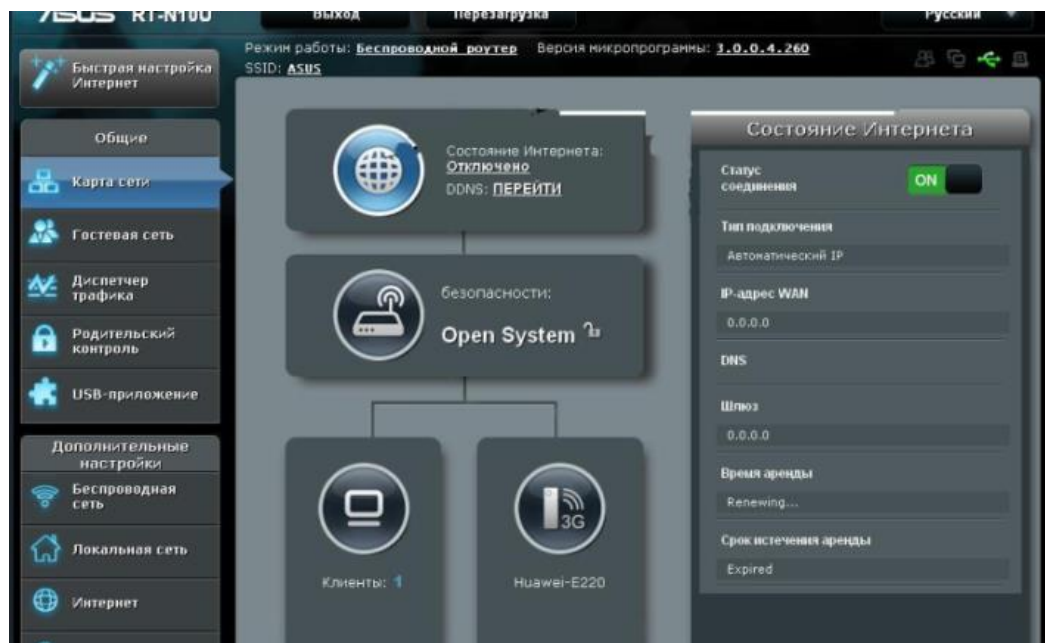 ASUS RT-N10U
Выход
Перезагрузка
Русский
Режим работы: Беспроводной роутер Версия микропрограммы: 3.0.0.4.260
SSID: ASUS
Быстрая настройка
Интернет
Общие
Карта сети
Гостевая сеть
Диспетчер
трафика
Родительский
контроль
USB-приложение
Дополнительные
настройки
Беспроводная
сеть
Локальная сеть
Интернет
Состояние Интернета:
Отключено
DDNS: ПЕРЕЙТИ
безопасности:
Open System
Клиенты: 1
3G
Huawei-E220
Состояние Интернета
Статус
соединения
ON
Тип подключения
Автоматический IP
IP-адрес WAN
0.0.0.0
DNS
Шлюз
0.0.0.0
Время аренды
Renewing...
Срок истечения аренды
Expired